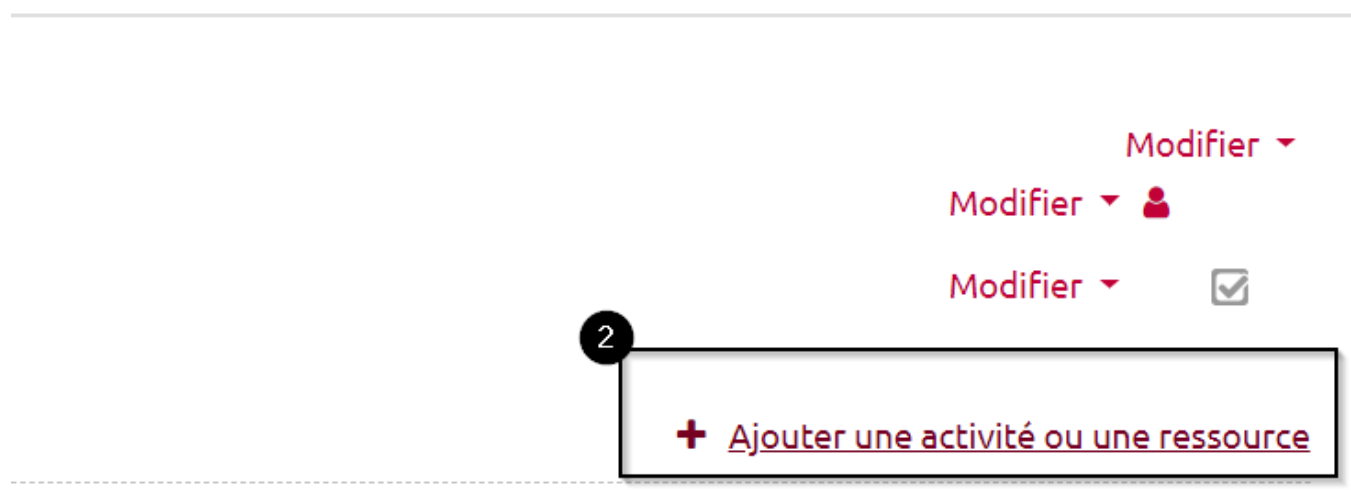 Modifier
Modifier
Modifier
2
Ajouter une activité ou une ressource